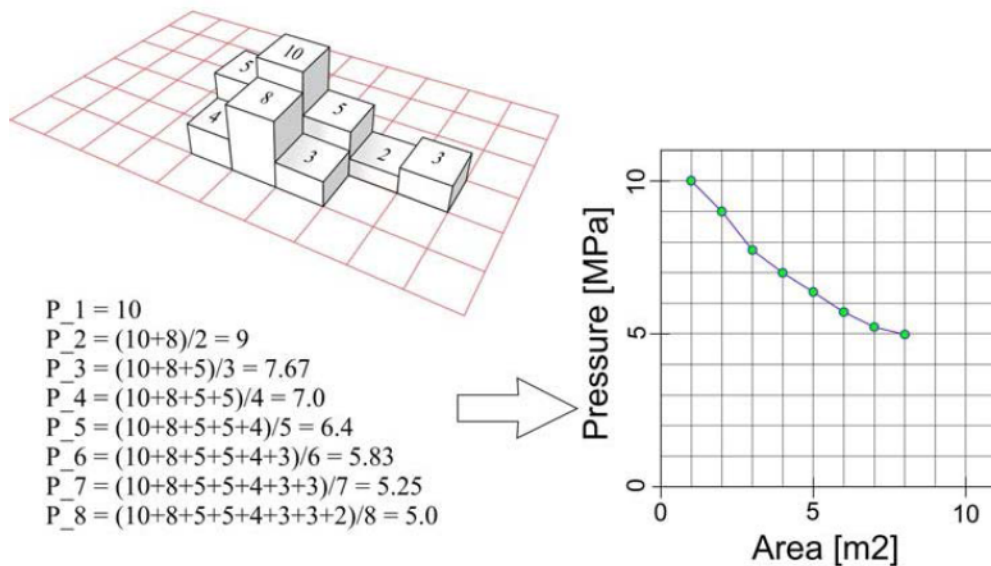 10
5
8
5
4
3
2
3
P_1 = 10
P_2 = (10+8)/2 = 9
P_3 = (10+8+5)/3 = 7.67
P_4 = (10+8+5+5)/4 = 7.0
P_5 = (10+8+5+5+4)/5 = 6.4
P_6 = (10+8+5+5+4+3)/6 = 5.83
P_7 = (10+8+5+5+4+3+3)/7 = 5.25
P_8 = (10+8+5+5+4+3+3+2)/8 = 5.0
Pressure [MPa]
10
5
0
0
5
10
Area [m2]